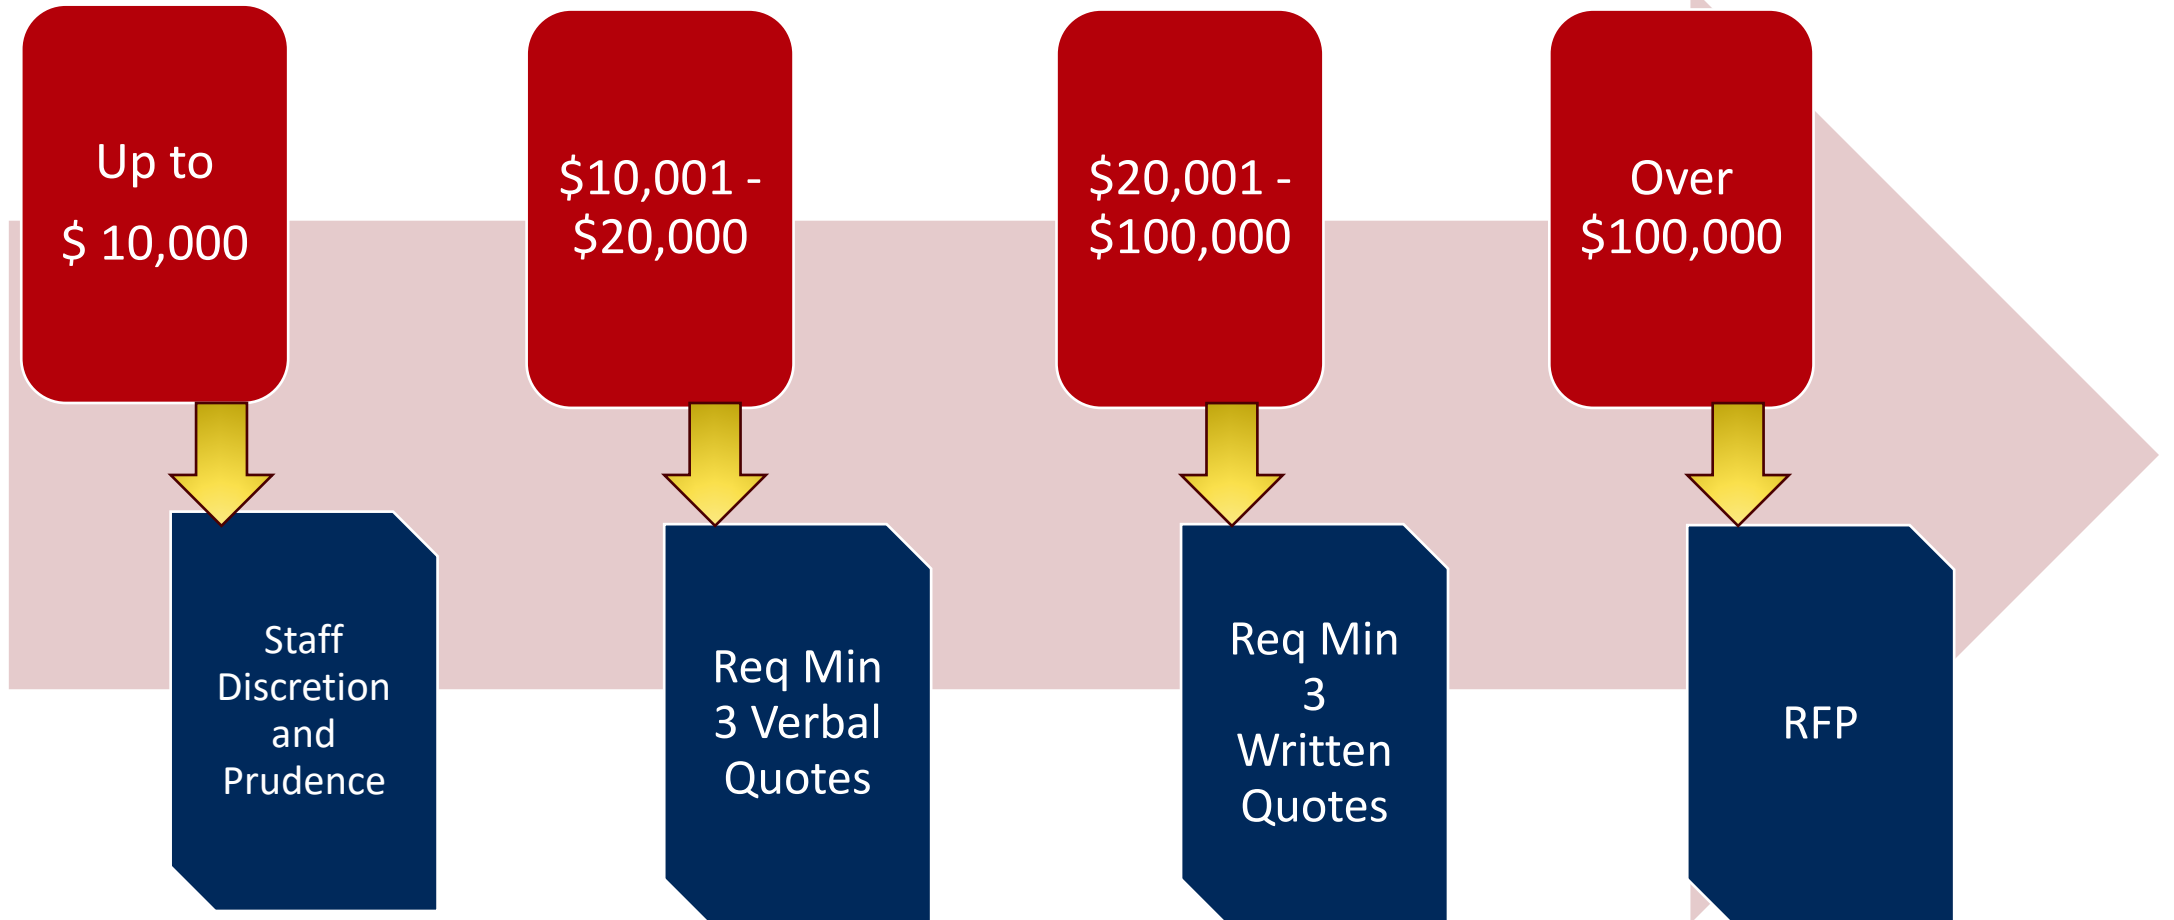 Up to
$ 10,000
$10,001 -
$20,000
$20,001 -
$100,000
Over
$100,000
Staff
Discretion
and
Prudence
Req Min
3 Verbal
Quotes
Req Min
3
Written
Quotes
RFP